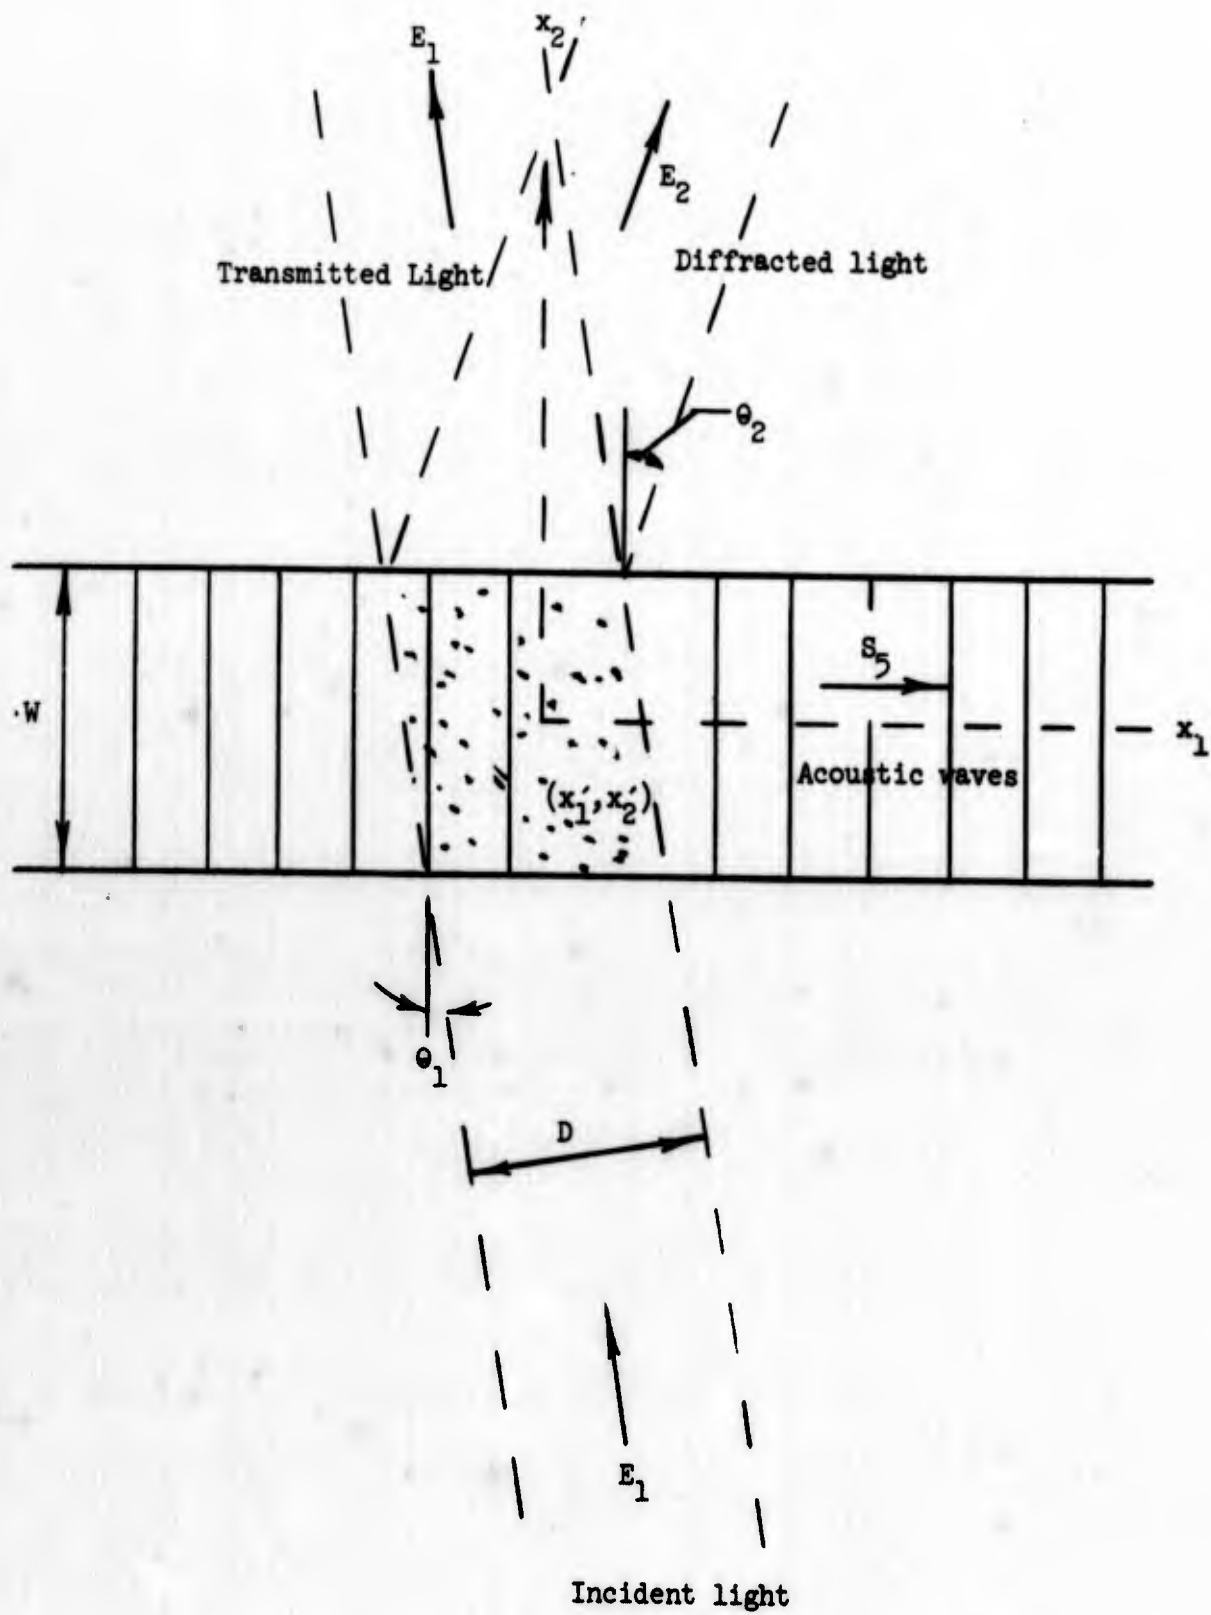 x₂
E₁
E₂
Transmitted Light
Diffracted light
θ₂
S₅
W
x₁
Acoustic waves
(x₁′, x₂′)
θ₁
D
E₁
Incident light